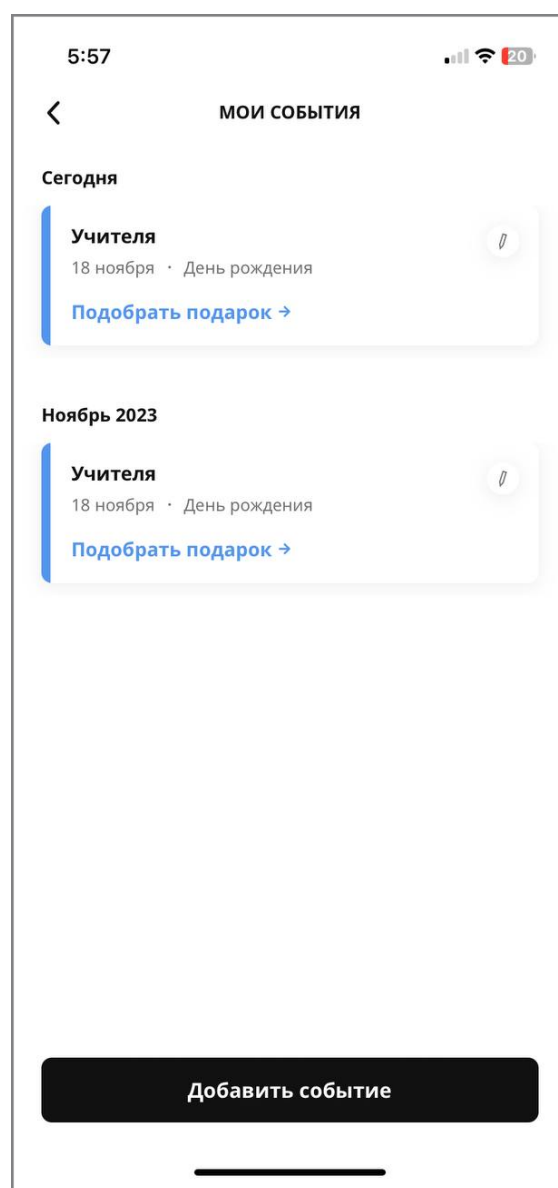 5:57
20
МОИ СОБЫТИЯ
Сегодня
Учителя
18 ноября · День рождения
Подобрать подарок →
Ноябрь 2023
Учителя
18 ноября · День рождения
Подобрать подарок →
Добавить событие